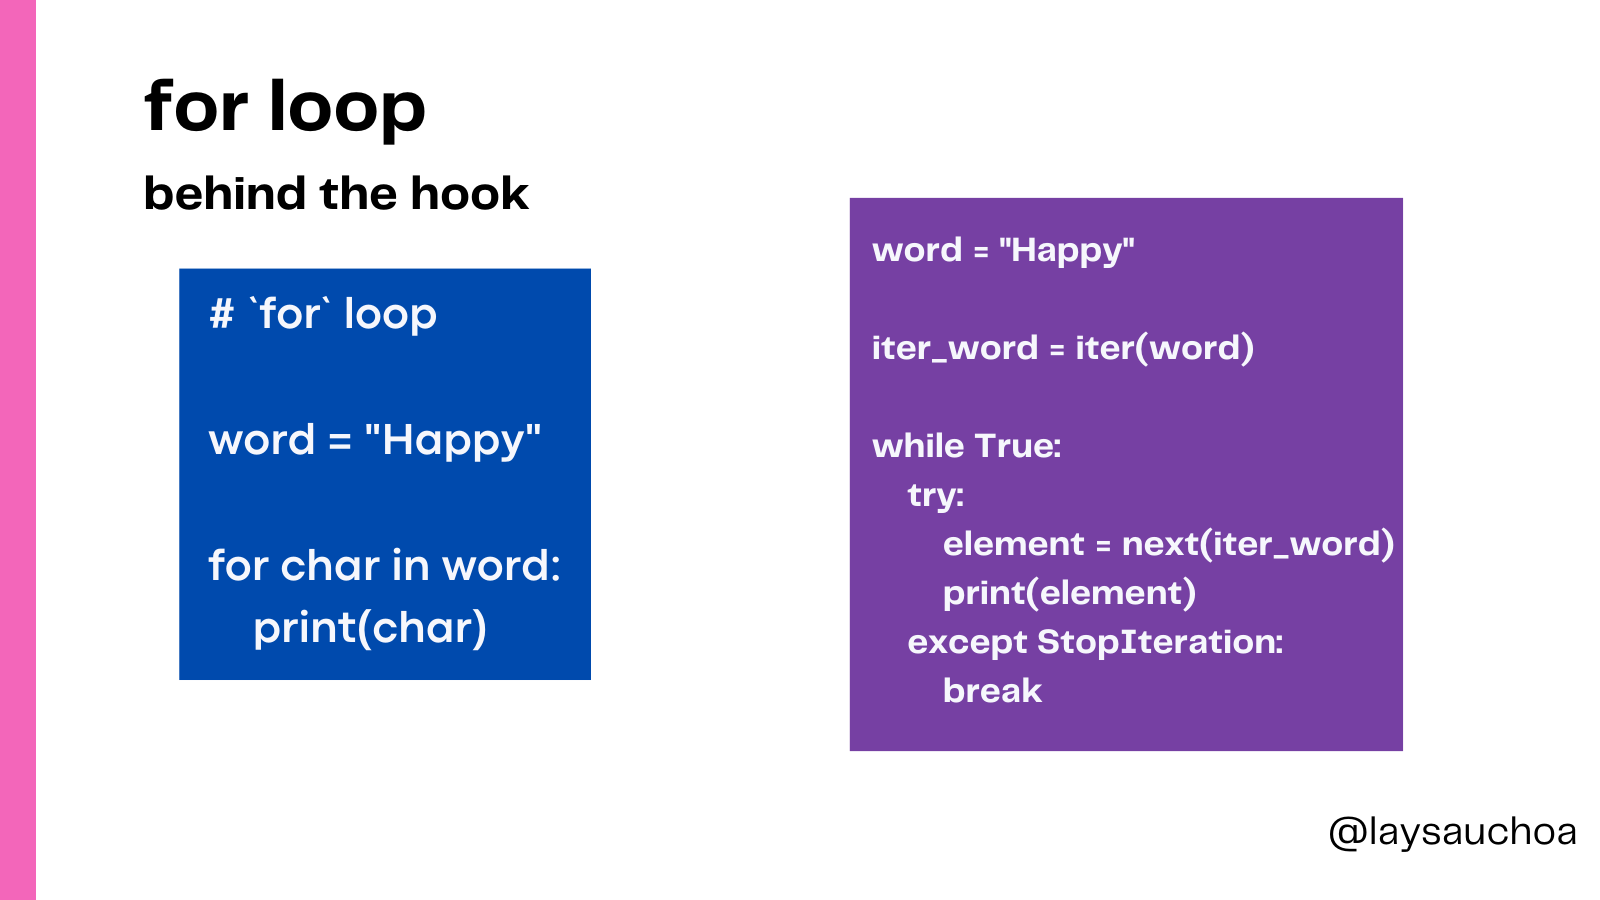 for loop
behind the hook
# `for` loop
word = "Happy"
for char in word:
    print(char)
word = "Happy"
iter_word = iter(word)
while True:
    try:
        element = next(iter_word)
        print(element)
    except StopIteration:
        break
@laysauchoa